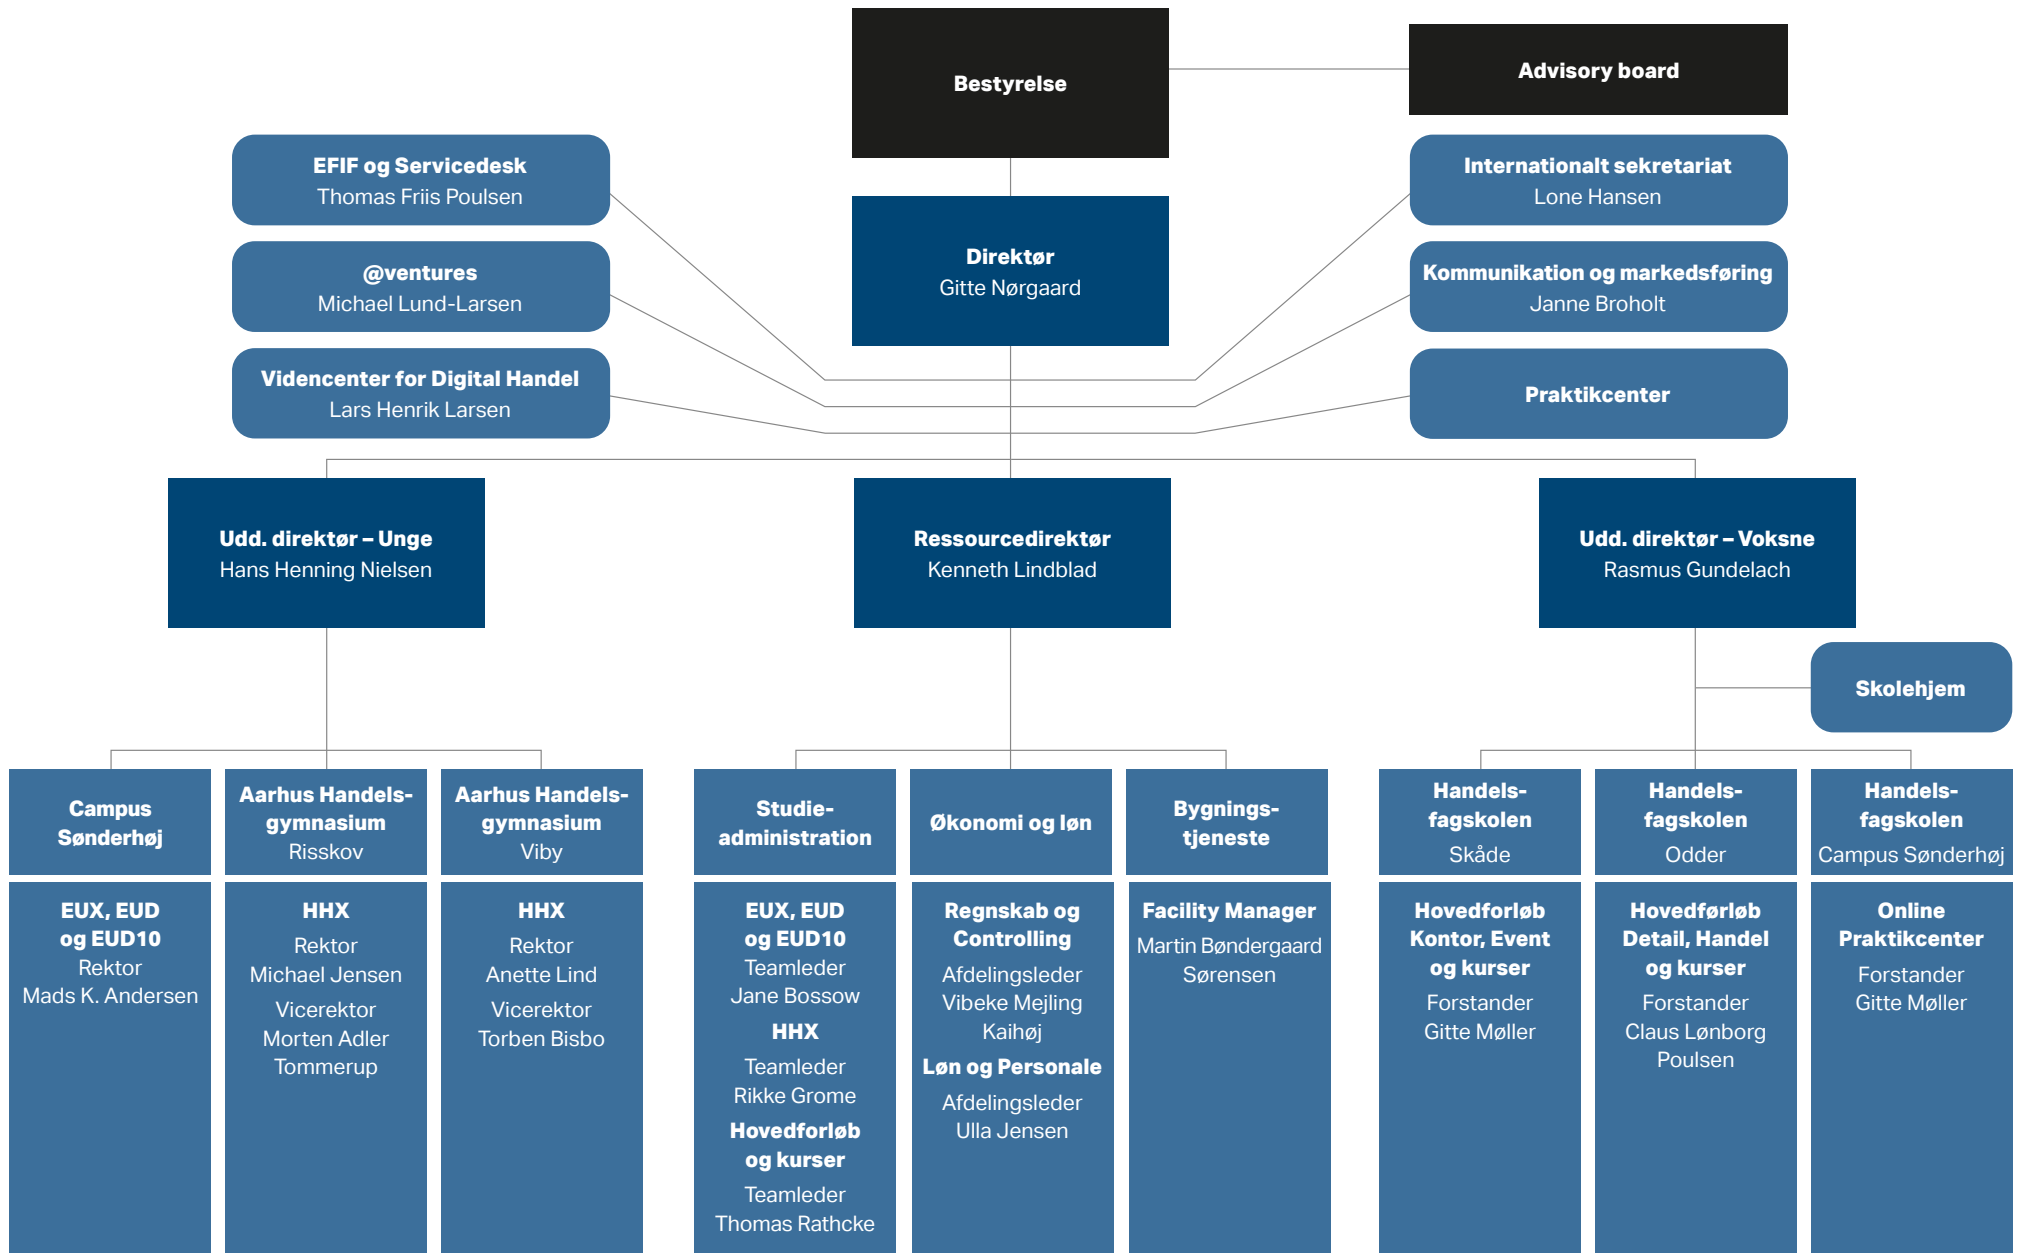 Bestyrelse
Advisory board
EFIF og Servicedesk
Thomas Friis Poulsen
Internationalt sekretariat
Lone Hansen
Direktør
Gitte Nørgaard
@ventures
Michael Lund-Larsen
Kommunikation og markedsføring
Janne Broholt
Videncenter for Digital Handel
Lars Henrik Larsen
Praktikcenter
Udd. direktør – Unge
Hans Henning Nielsen
Ressourcedirektør
Kenneth Lindblad
Udd. direktør – Voksne
Rasmus Gundelach
Skolehjem
Campus
Sønderhøj
EUX, EUD
og EUD10
Rektor
Mads K. Andersen
Aarhus Handels-
gymnasium
Risskov
HHX
Rektor
Michael Jensen
Vicerektor
Morten Adler
Tommerup
Aarhus Handels-
gymnasium
Viby
HHX
Rektor
Anette Lind
Vicerektor
Torben Bisbo
Studie-
administration
EUX, EUD
og EUD10
Teamleder
Jane Bossow
HHX
Teamleder
Rikke Grome
Hovedforløb
og kurser
Teamleder
Thomas Rathcke
Økonomi og løn
Regnskab og
Controlling
Afdelingsleder
Vibeke Mejling
Kaihøj
Løn og Personale
Afdelingsleder
Ulla Jensen
Bygnings-
tjeneste
Facility Manager
Martin Bøndergaard
Sørensen
Handels-
fagskolen
Skåde
Hovedforløb
Kontor, Event
og kurser
Forstander
Gitte Møller
Handels-
fagskolen
Odder
Hovedførløb
Detail, Handel
og kurser
Forstander
Claus Lønborg
Poulsen
Handels-
fagskolen
Campus Sønderhøj
Online
Praktikcenter
Forstander
Gitte Møller